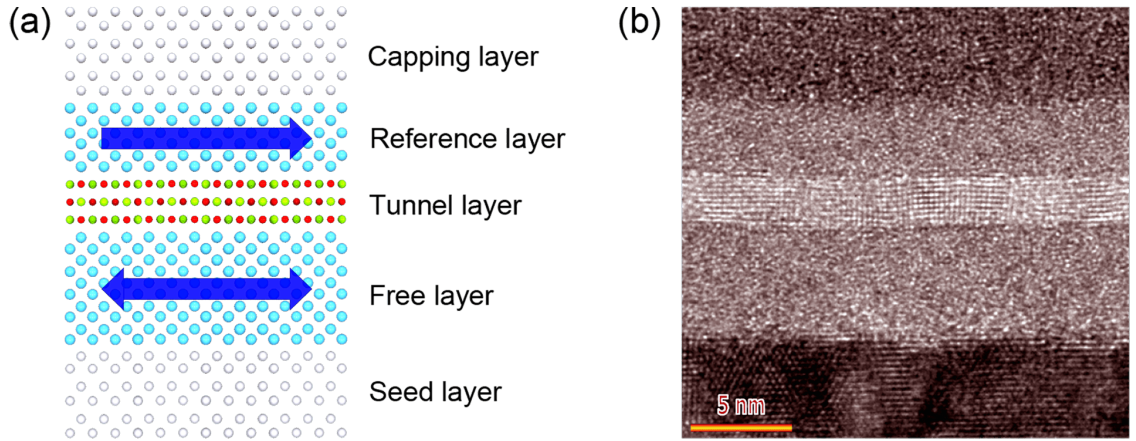 (a)
Capping layer
Reference layer
Tunnel layer
Free layer
Seed layer
(b)
5 nm